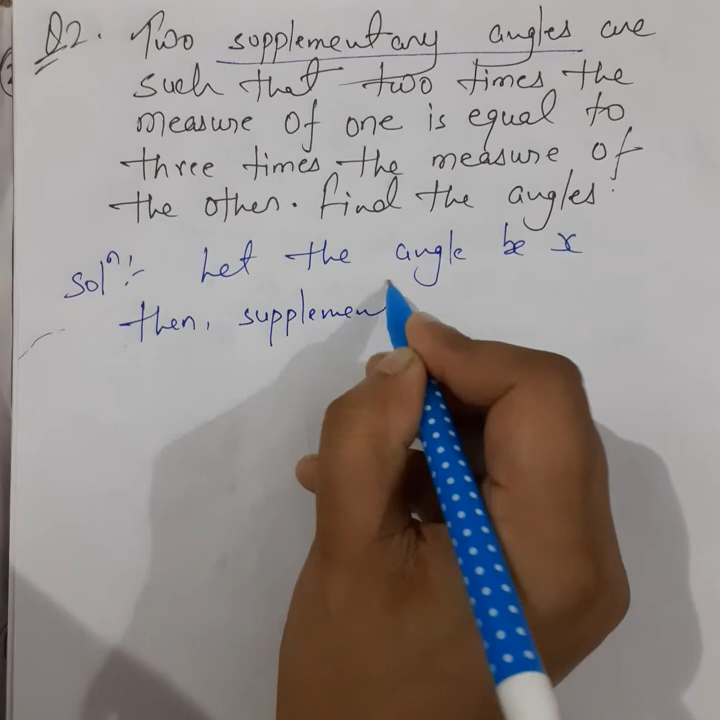 Q2. Two supplementary angles are
such that two times the
measure of one is equal to
three times the measure of
the other. find the angles.
Solⁿ:- Let the angle be x
then, supplemen